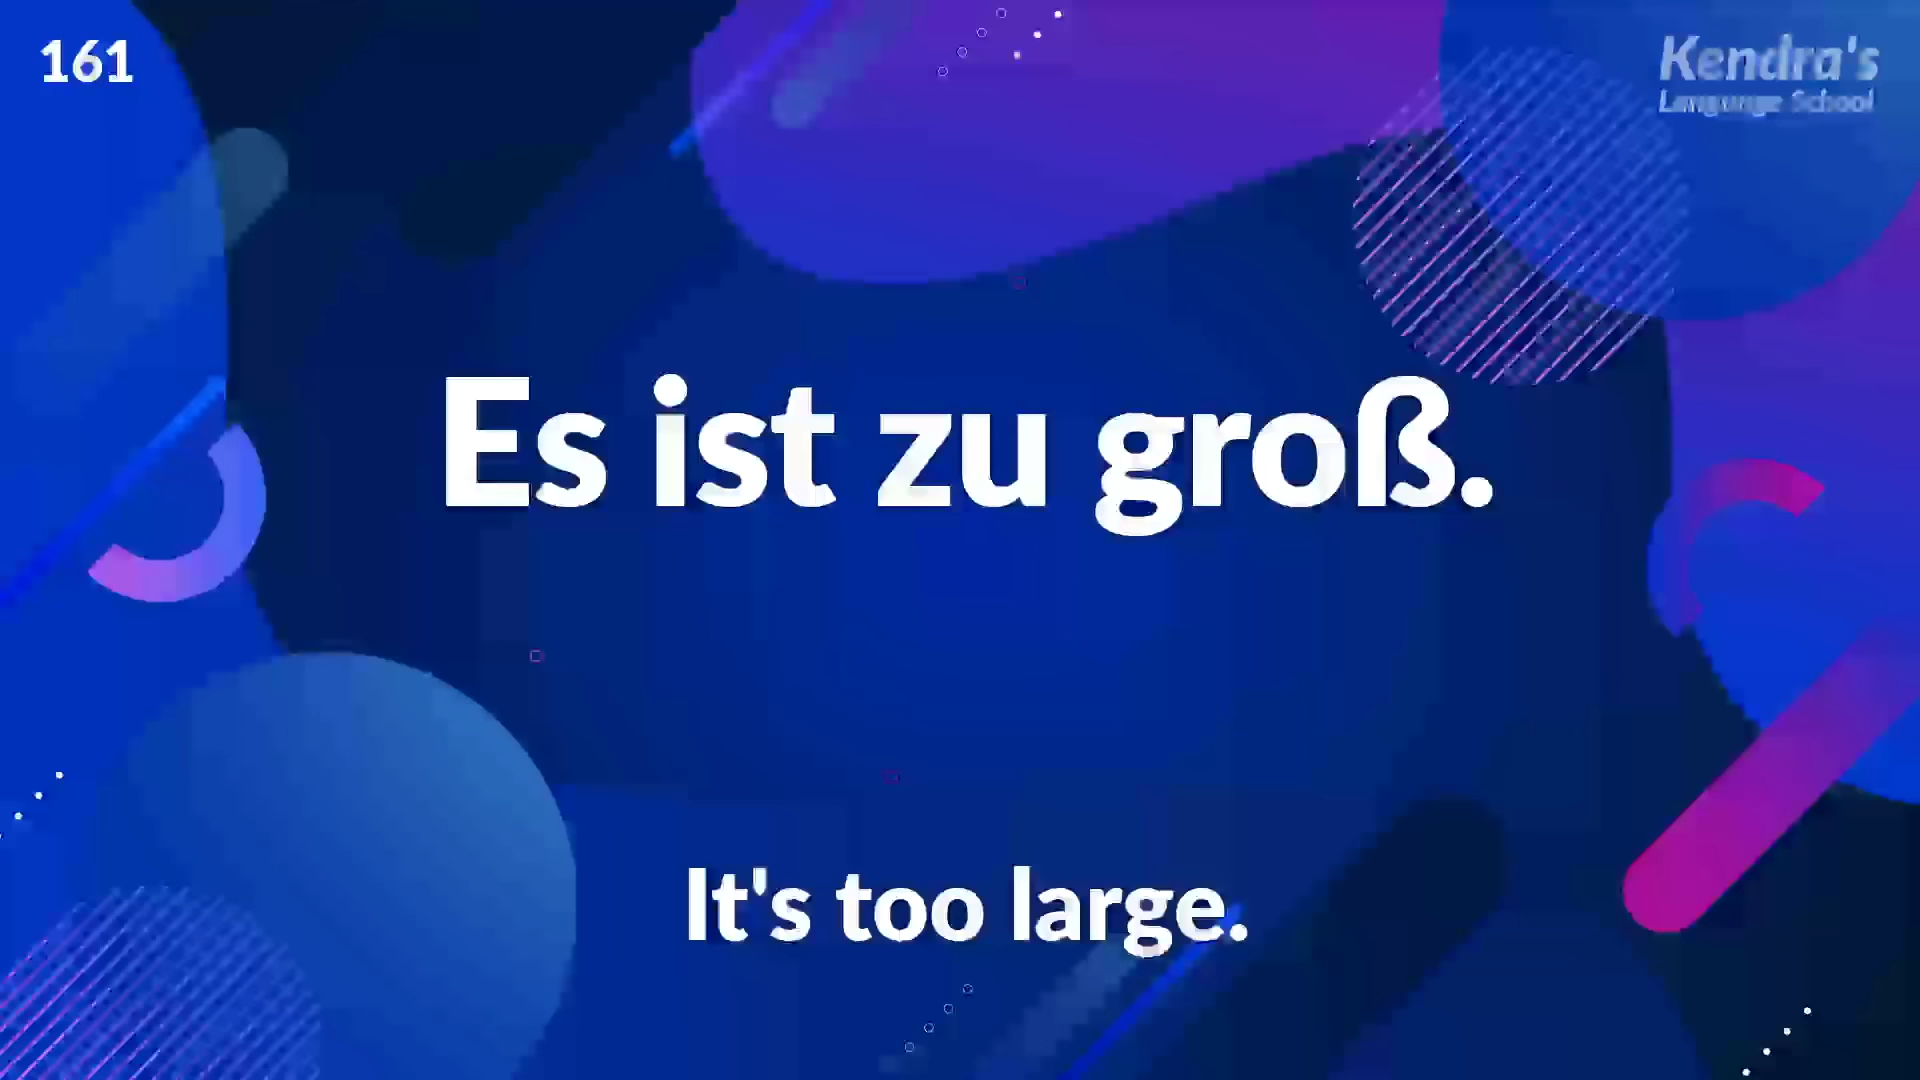 161
Kendra's
Language School
Es ist zu groß.
It's too large.